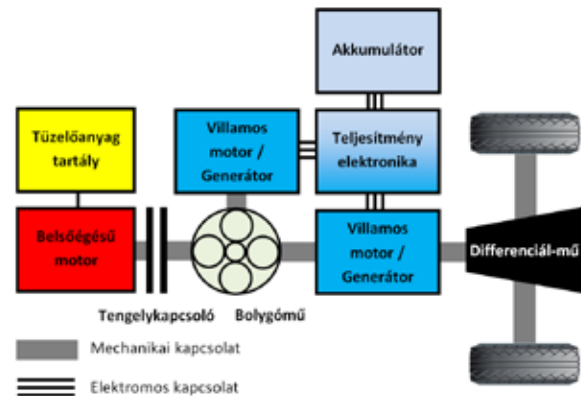 Akkumulátor
Tüzelőanyag
tartály
Villamos
motor /
Generátor
Teljesítmény
elektronika
Belsőégésű
motor
Villamos
motor /
Generátor
Differenciál-mű
Tengelykapcsoló
Bolygómű
Mechanikai kapcsolat
Elektromos kapcsolat